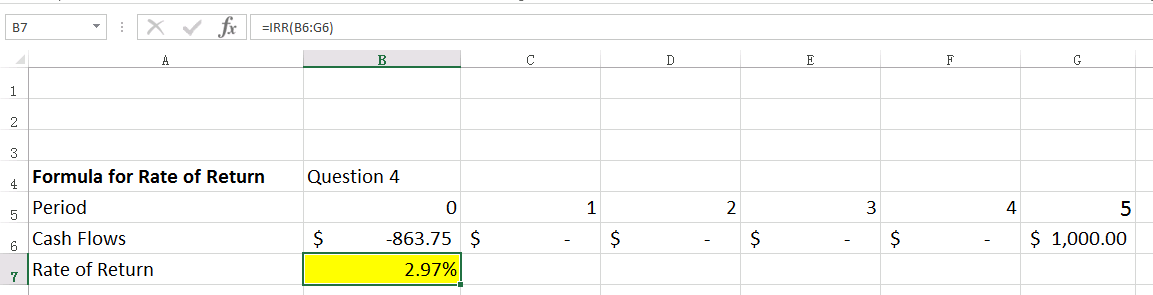 B7 fx =IRR(B6:G6)
A B C D E F G
1
2
3
4 Formula for Rate of Return Question 4
5 Period 0 1 2 3 4 5
6 Cash Flows $ -863.75 $ - $ - $ - $ - $ 1,000.00
7 Rate of Return 2.97%